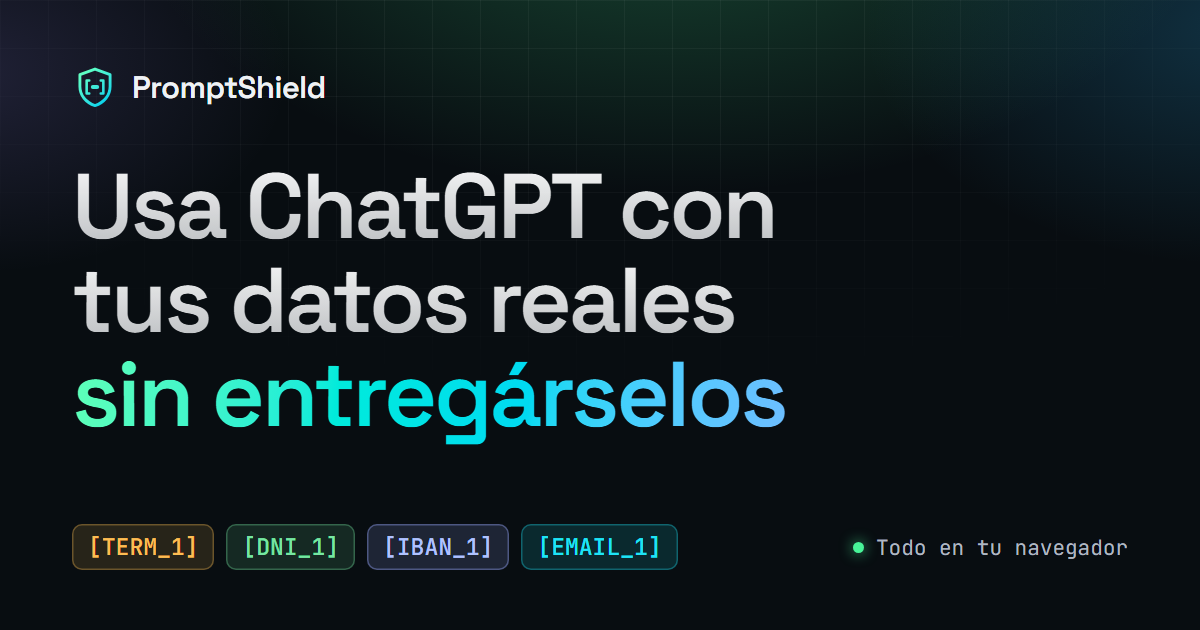 PromptShield
Usa ChatGPT con
tus datos reales
sin entregárselos
[TERM_1] [DNI_1] [IBAN_1] [EMAIL_1] Todo en tu navegador